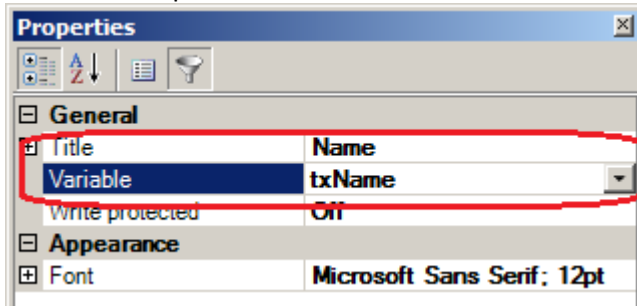 Properties
General
Title Name
Variable txName
Write protected Off
Appearance
Font Microsoft Sans Serif; 12pt